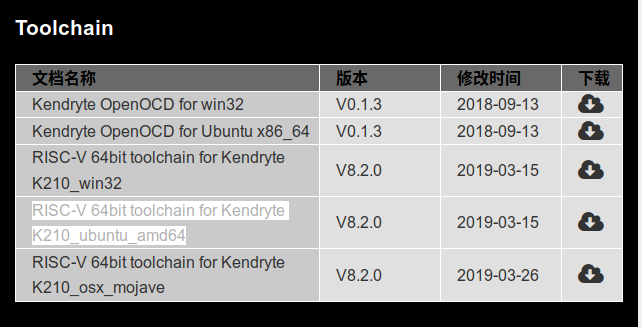 Toolchain
文档名称 版本 修改时间 下载
Kendryte OpenOCD for win32 V0.1.3 2018-09-13
Kendryte OpenOCD for Ubuntu x86_64 V0.1.3 2018-09-13
RISC-V 64bit toolchain for Kendryte
K210_win32 V8.2.0 2019-03-15
RISC-V 64bit toolchain for Kendryte
K210_ubuntu_amd64 V8.2.0 2019-03-15
RISC-V 64bit toolchain for Kendryte
K210_osx_mojave V8.2.0 2019-03-26